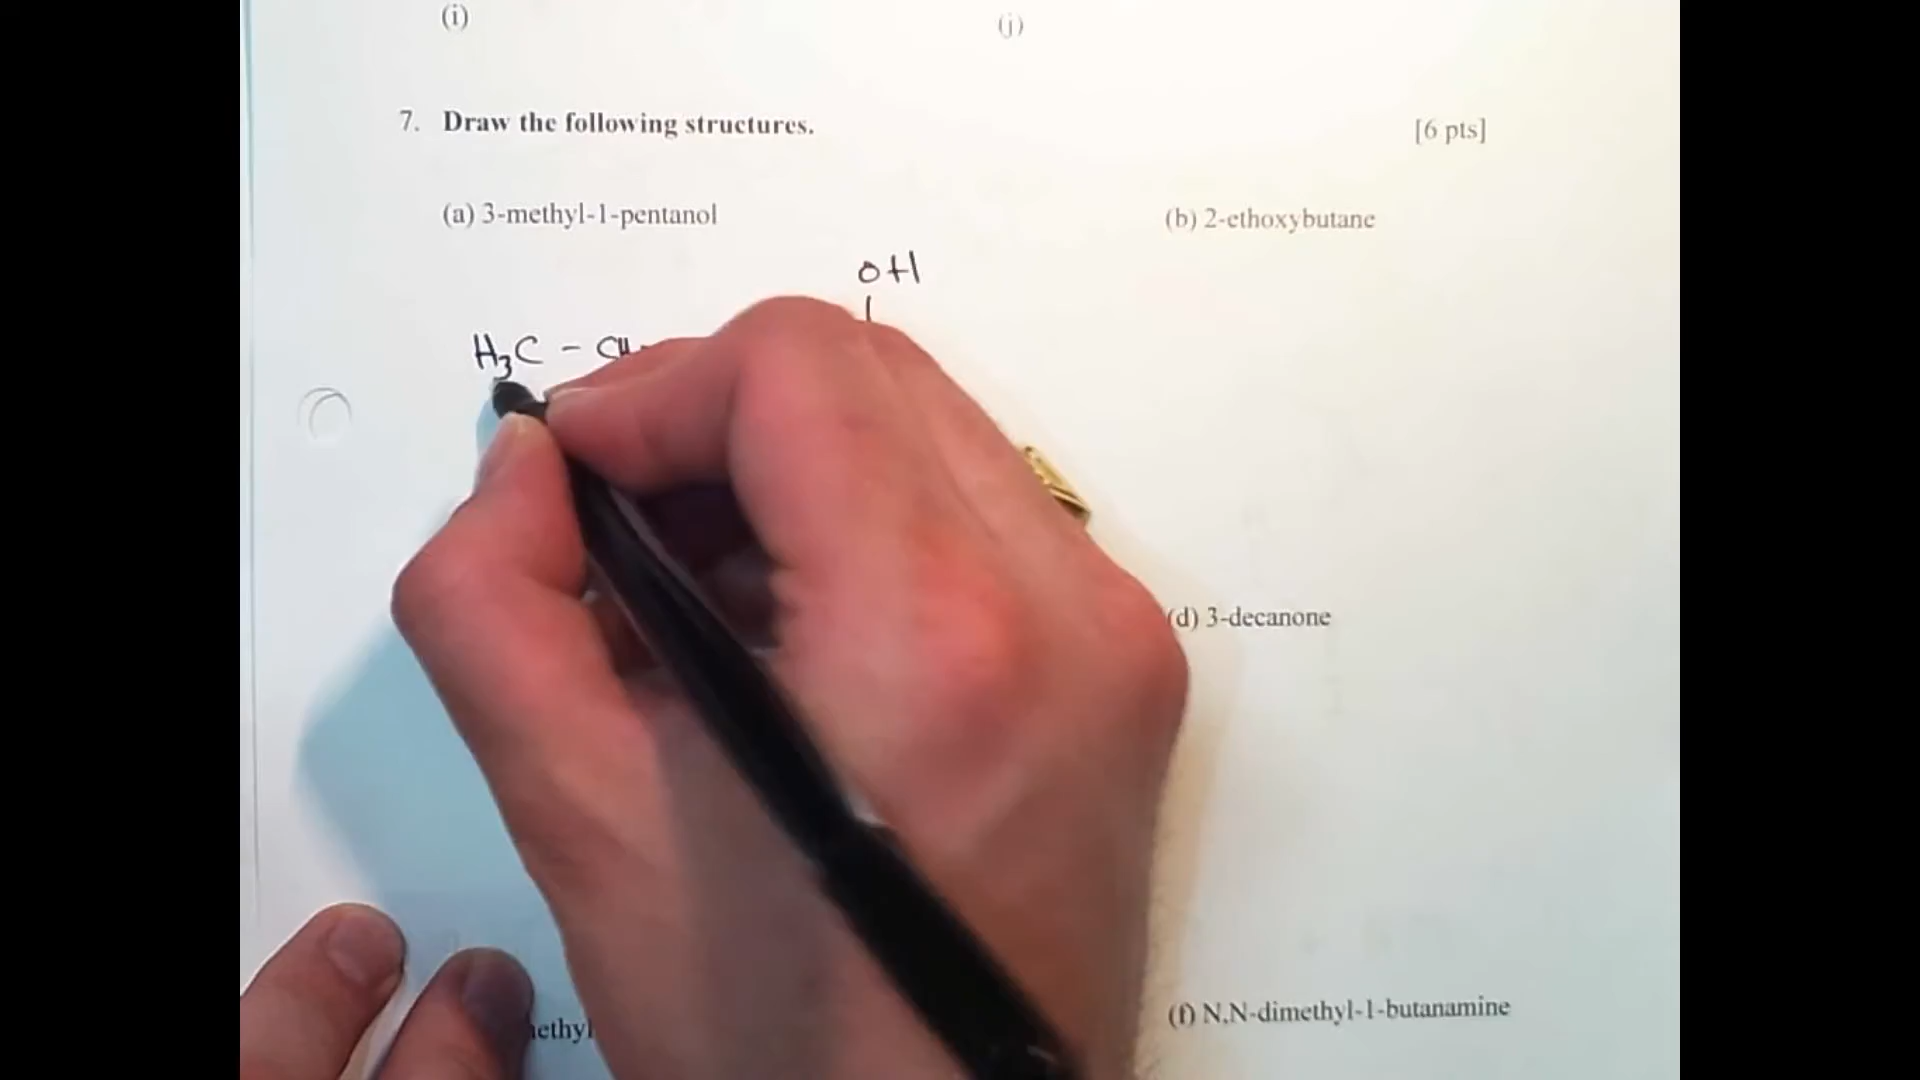 (i) (j)
7. Draw the following structures. [6 pts]
(a) 3-methyl-1-pentanol (b) 2-ethoxybutane
OH
H₃C - CH
(d) 3-decanone
(f) N,N-dimethyl-1-butanamine